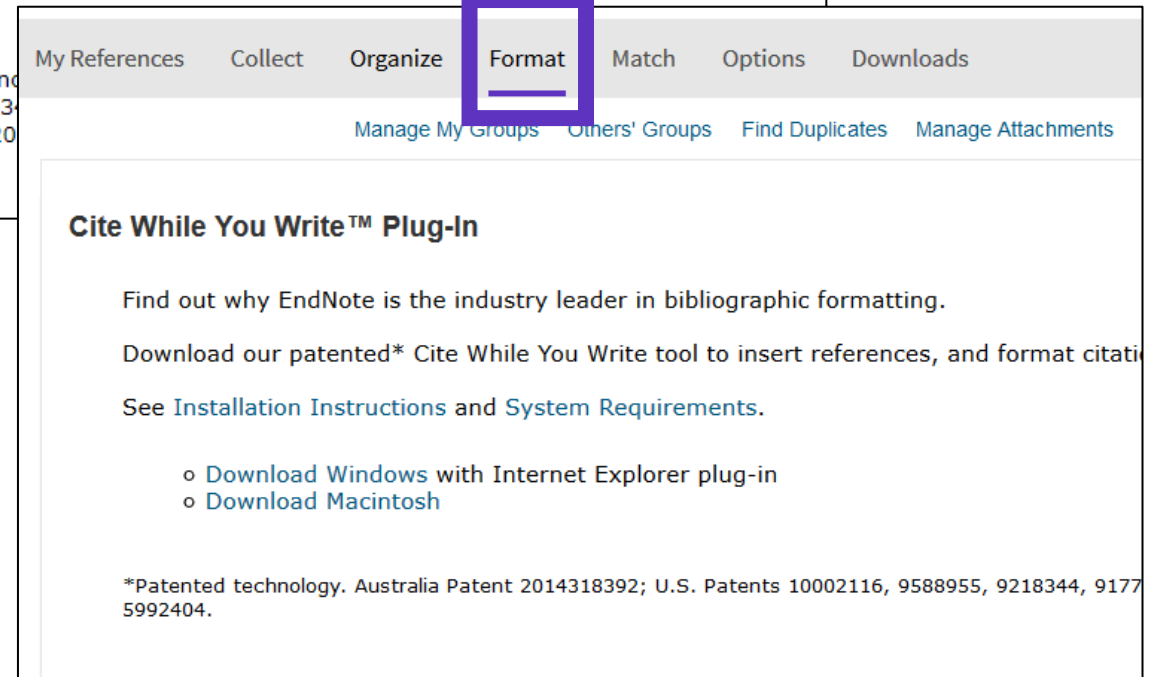 My References Collect Organize Format Match Options Downloads
Manage My Groups Others' Groups Find Duplicates Manage Attachments
Cite While You Write™ Plug-In
Find out why EndNote is the industry leader in bibliographic formatting.
Download our patented* Cite While You Write tool to insert references, and format
See Installation Instructions and System Requirements.
o Download Windows with Internet Explorer plug-in
o Download Macintosh
*Patented technology. Australia Patent 2014318392; U.S. Patents 10002116, 9588955, 9218344,
5992404.